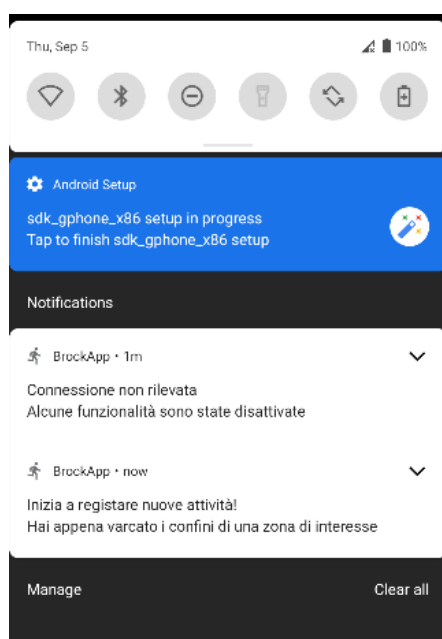 Thu, Sep 5 100%
Android Setup
sdk_gphone_x86 setup in progress
Tap to finish sdk_gphone_x86 setup
Notifications
BrockApp • 1m
Connessione non rilevata
Alcune funzionalità sono state disattivate
BrockApp • now
Inizia a registare nuove attività!
Hai appena varcato i confini di una zona di interesse
Manage Clear all